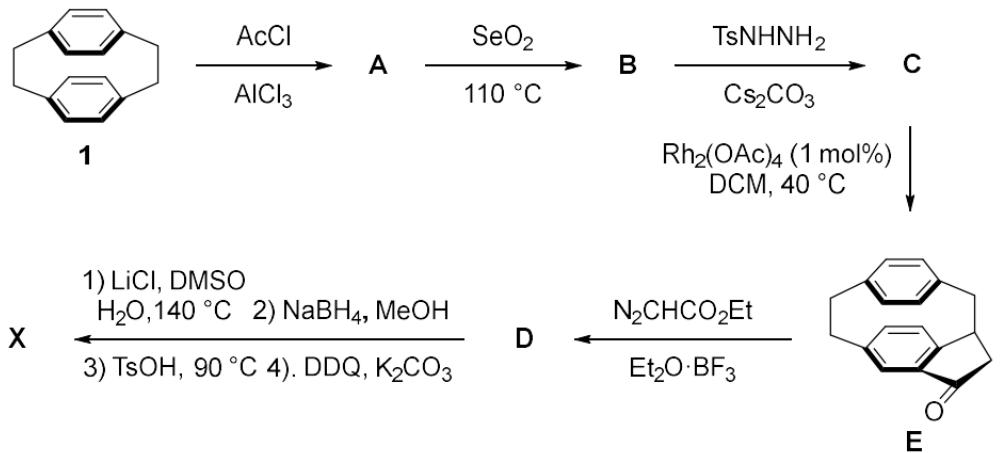 AcCl
AlCl3
A
SeO2
110 °C
B
TsNHNH2
Cs2CO3
C
1
Rh2(OAc)4 (1 mol%)
DCM, 40 °C
X
1) LiCl, DMSO
H2O,140 °C 2) NaBH4, MeOH
3) TsOH, 90 °C 4). DDQ, K2CO3
D
N2CHCO2Et
Et2O·BF3
O
E